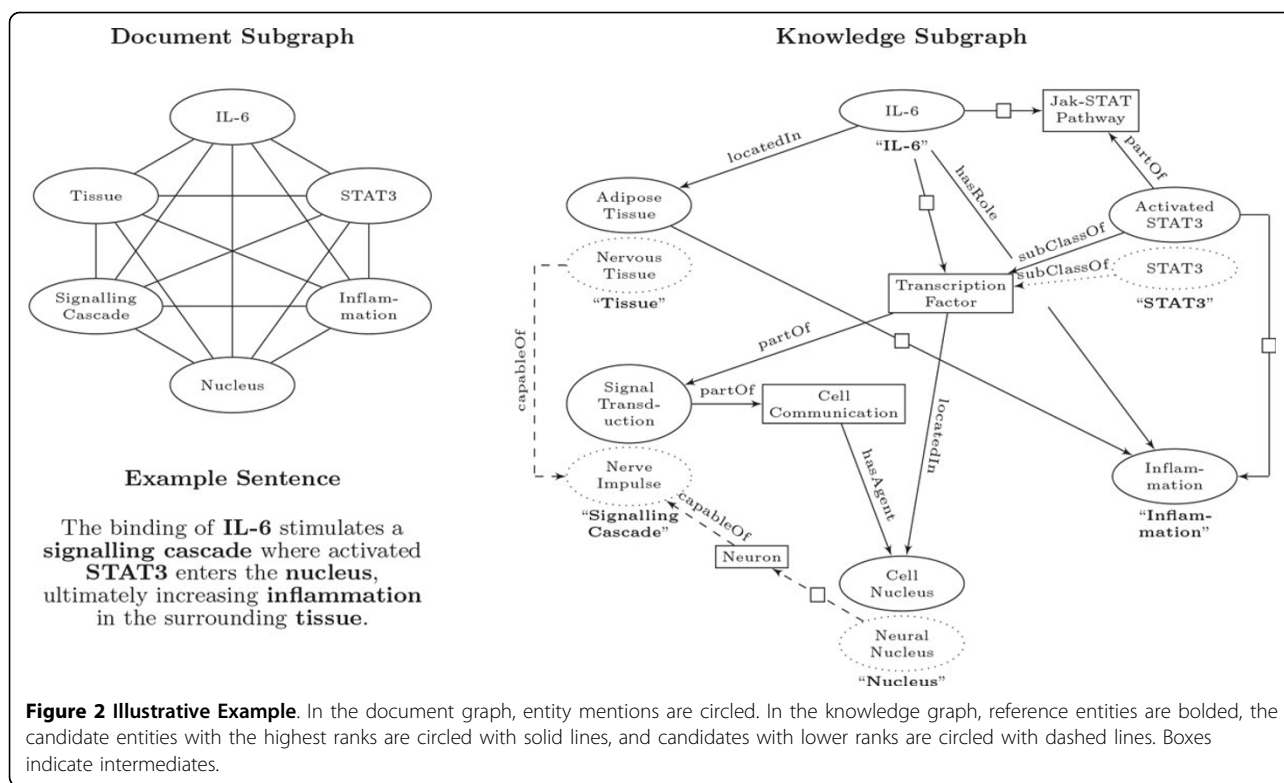 Document Subgraph
IL-6
Tissue
STAT3
Signalling
Cascade
Inflam-
mation
Nucleus
Example Sentence
The binding of IL-6 stimulates a
signalling cascade where activated
STAT3 enters the nucleus,
ultimately increasing inflammation
in the surrounding tissue.
Knowledge Subgraph
IL-6
"IL-6"
Jak-STAT
Pathway
locatedIn
hasRole
partOf
Adipose
Tissue
Activated
STAT3
Nervous
Tissue
"Tissue"
subClassOf
subClassOf
STAT3
"STAT3"
Transcription
Factor
capableOf
partOf
Signal
Transd-
uction
partOf
Cell
Communication
locatedIn
hasAgent
Nerve
Impulse
"Signalling
Cascade"
capableOf
Inflam-
mation
"Inflam-
mation"
Neuron
Cell
Nucleus
Neural
Nucleus
"Nucleus"
Figure 2 Illustrative Example. In the document graph, entity mentions are circled. In the knowledge graph, reference entities are bolded, the
candidate entities with the highest ranks are circled with solid lines, and candidates with lower ranks are circled with dashed lines. Boxes
indicate intermediates.